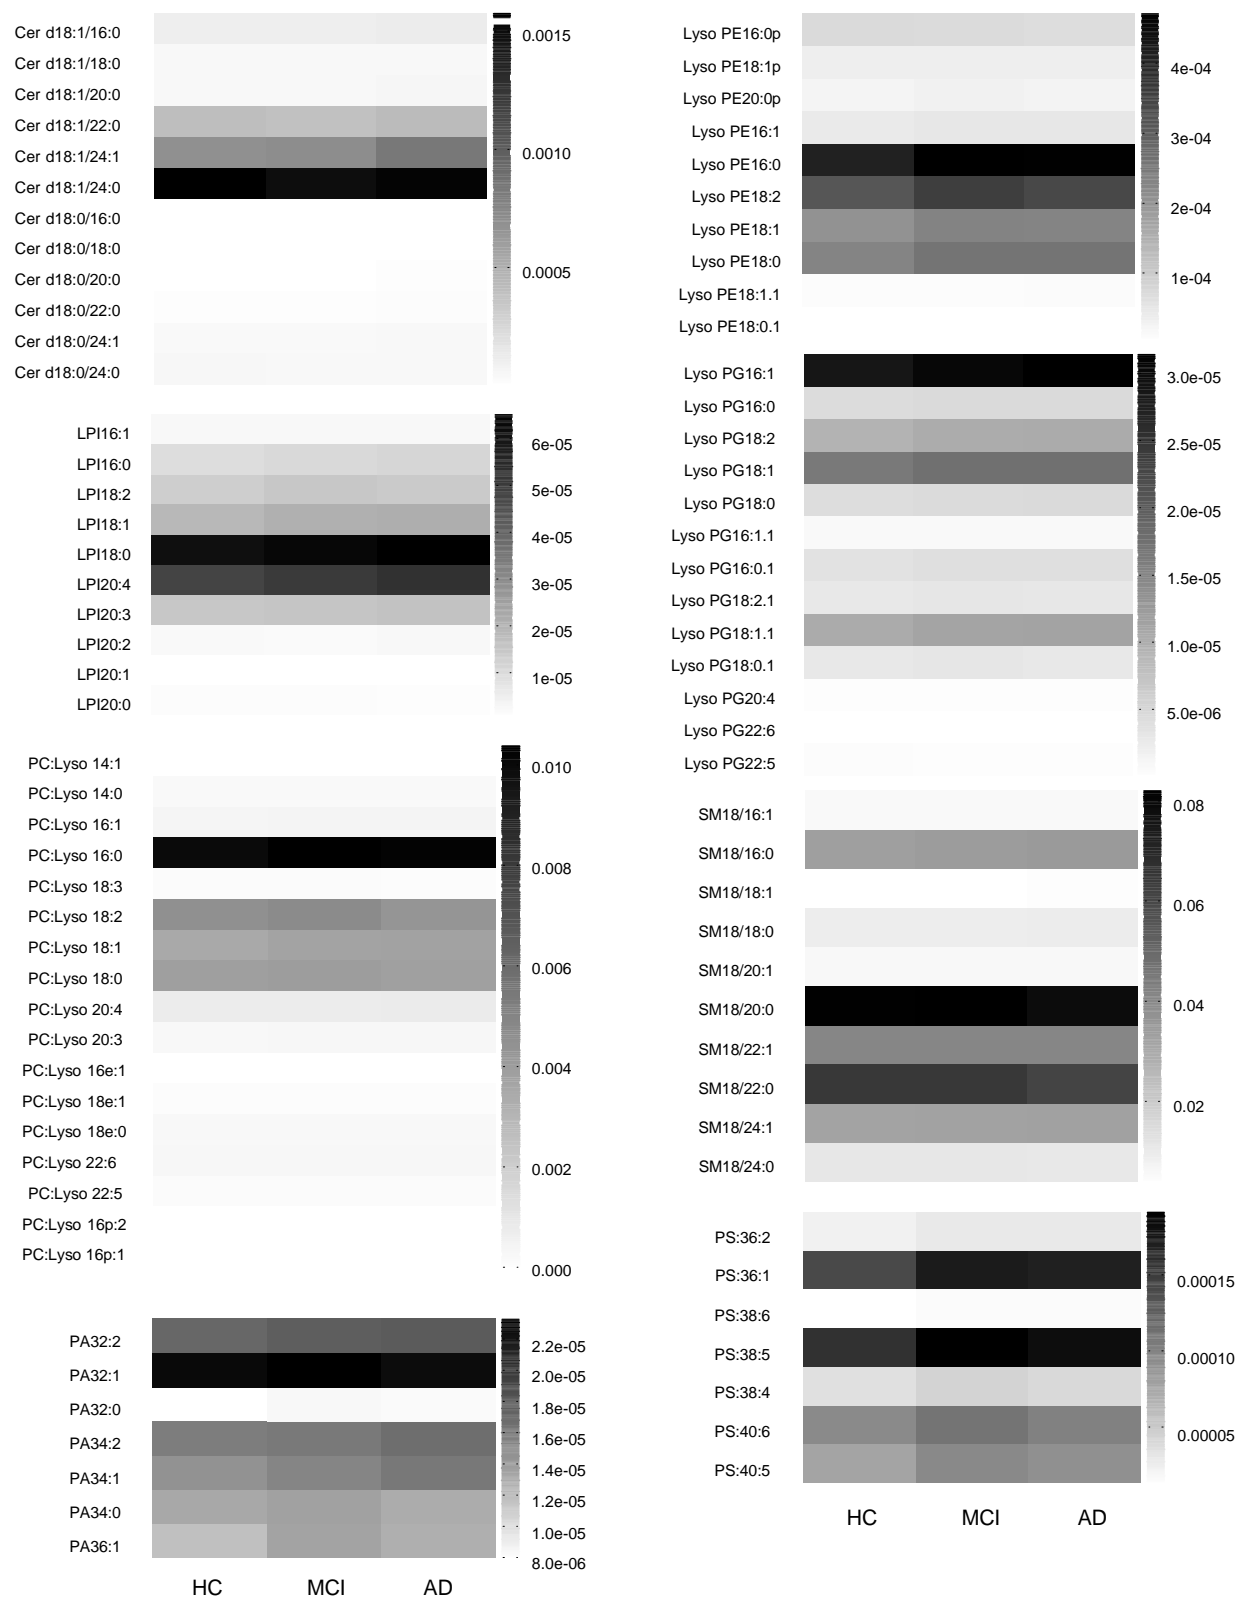 Cer d18:1/16:0
Cer d18:1/18:0
Cer d18:1/20:0
Cer d18:1/22:0
Cer d18:1/24:1
Cer d18:1/24:0
Cer d18:0/16:0
Cer d18:0/18:0
Cer d18:0/20:0
Cer d18:0/22:0
Cer d18:0/24:1
Cer d18:0/24:0
0.0015
0.0010
0.0005
LPI16:1
LPI16:0
LPI18:2
LPI18:1
LPI18:0
LPI20:4
LPI20:3
LPI20:2
LPI20:1
LPI20:0
6e-05
5e-05
4e-05
3e-05
2e-05
1e-05
PC:Lyso 14:1
PC:Lyso 14:0
PC:Lyso 16:1
PC:Lyso 16:0
PC:Lyso 18:3
PC:Lyso 18:2
PC:Lyso 18:1
PC:Lyso 18:0
PC:Lyso 20:4
PC:Lyso 20:3
PC:Lyso 16e:1
PC:Lyso 18e:1
PC:Lyso 18e:0
PC:Lyso 22:6
PC:Lyso 22:5
PC:Lyso 16p:2
PC:Lyso 16p:1
0.010
0.008
0.006
0.004
0.002
0.000
PA32:2
PA32:1
PA32:0
PA34:2
PA34:1
PA34:0
PA36:1
2.2e-05
2.0e-05
1.8e-05
1.6e-05
1.4e-05
1.2e-05
1.0e-05
8.0e-06
HC MCI AD
Lyso PE16:0p
Lyso PE18:1p
Lyso PE20:0p
Lyso PE16:1
Lyso PE16:0
Lyso PE18:2
Lyso PE18:1
Lyso PE18:0
Lyso PE18:1.1
Lyso PE18:0.1
4e-04
3e-04
2e-04
1e-04
Lyso PG16:1
Lyso PG16:0
Lyso PG18:2
Lyso PG18:1
Lyso PG18:0
Lyso PG16:1.1
Lyso PG16:0.1
Lyso PG18:2.1
Lyso PG18:1.1
Lyso PG18:0.1
Lyso PG20:4
Lyso PG22:6
Lyso PG22:5
3.0e-05
2.5e-05
2.0e-05
1.5e-05
1.0e-05
5.0e-06
SM18/16:1
SM18/16:0
SM18/18:1
SM18/18:0
SM18/20:1
SM18/20:0
SM18/22:1
SM18/22:0
SM18/24:1
SM18/24:0
0.08
0.06
0.04
0.02
PS:36:2
PS:36:1
PS:38:6
PS:38:5
PS:38:4
PS:40:6
PS:40:5
0.00015
0.00010
0.00005
HC MCI AD